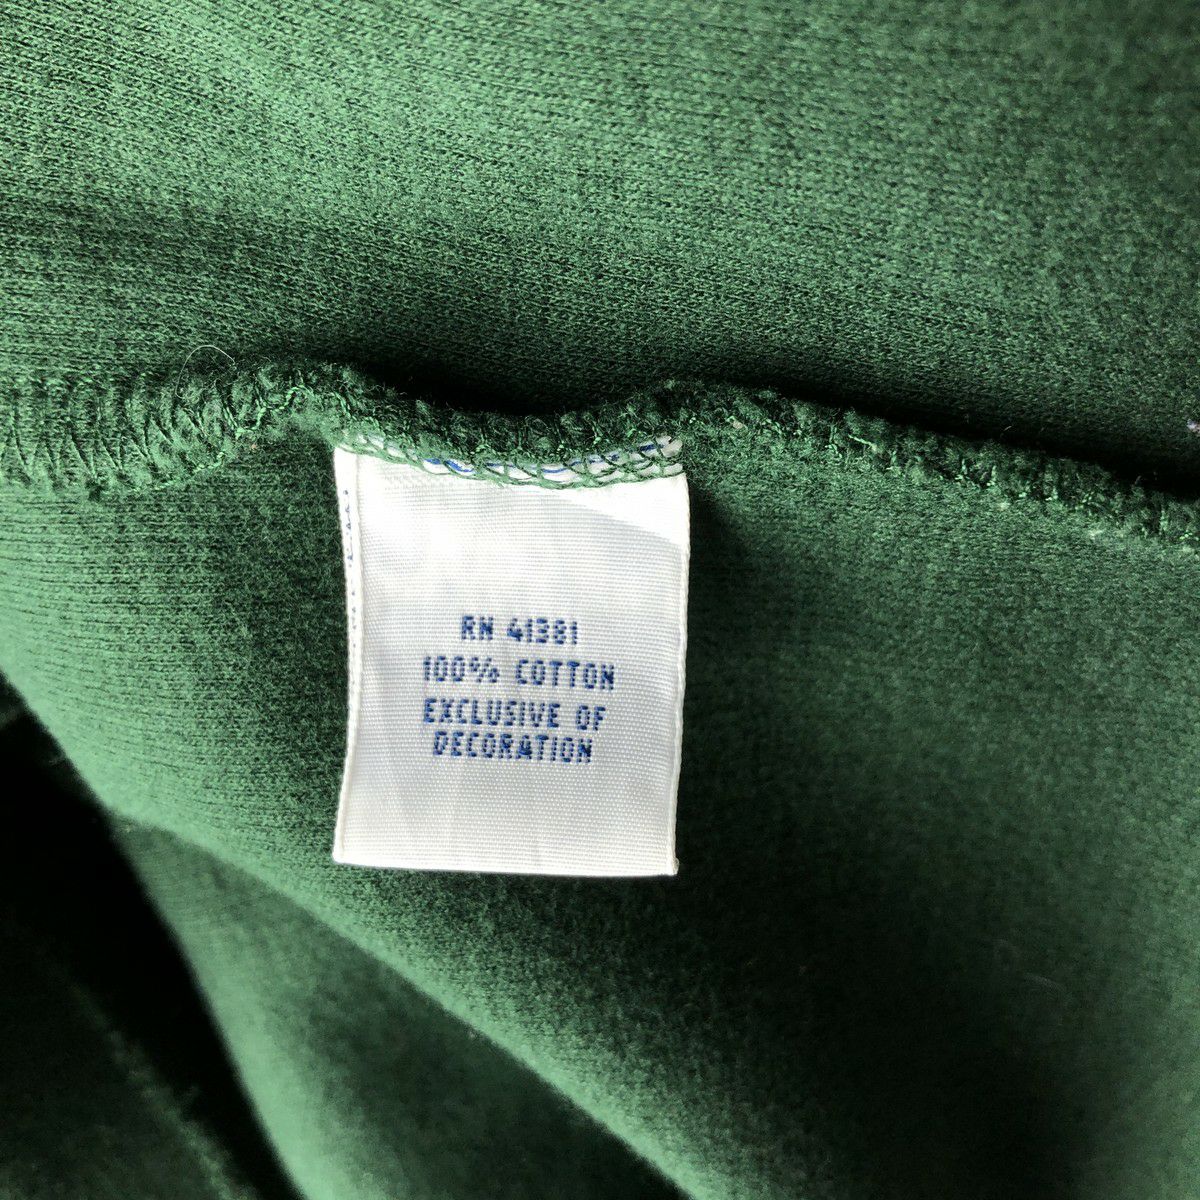 RN 41381
100% COTTON
EXCLUSIVE OF
DECORATION